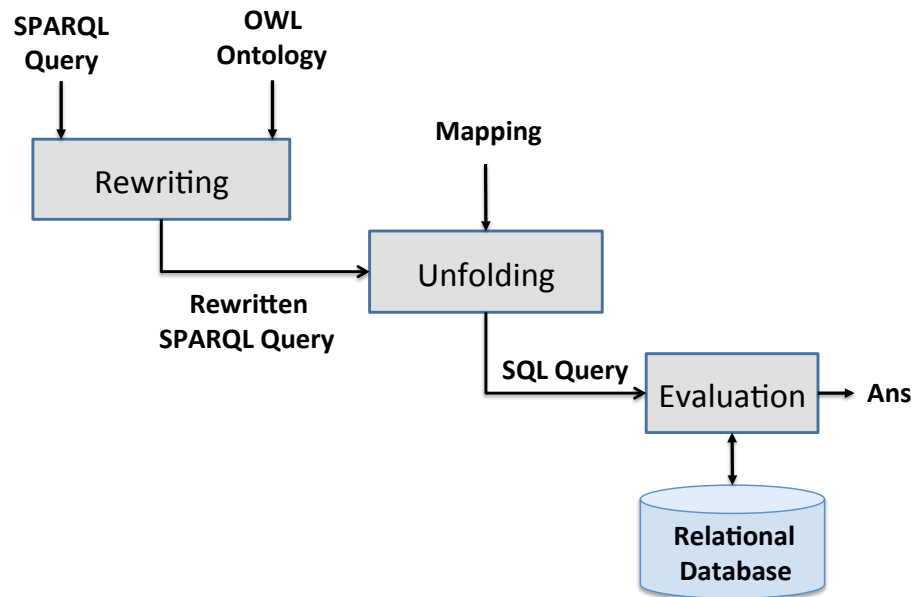 SPARQL
Query
OWL
Ontology
Rewriting
Mapping
Unfolding
Rewritten
SPARQL Query
SQL Query
Evaluation
Ans
Relational
Database